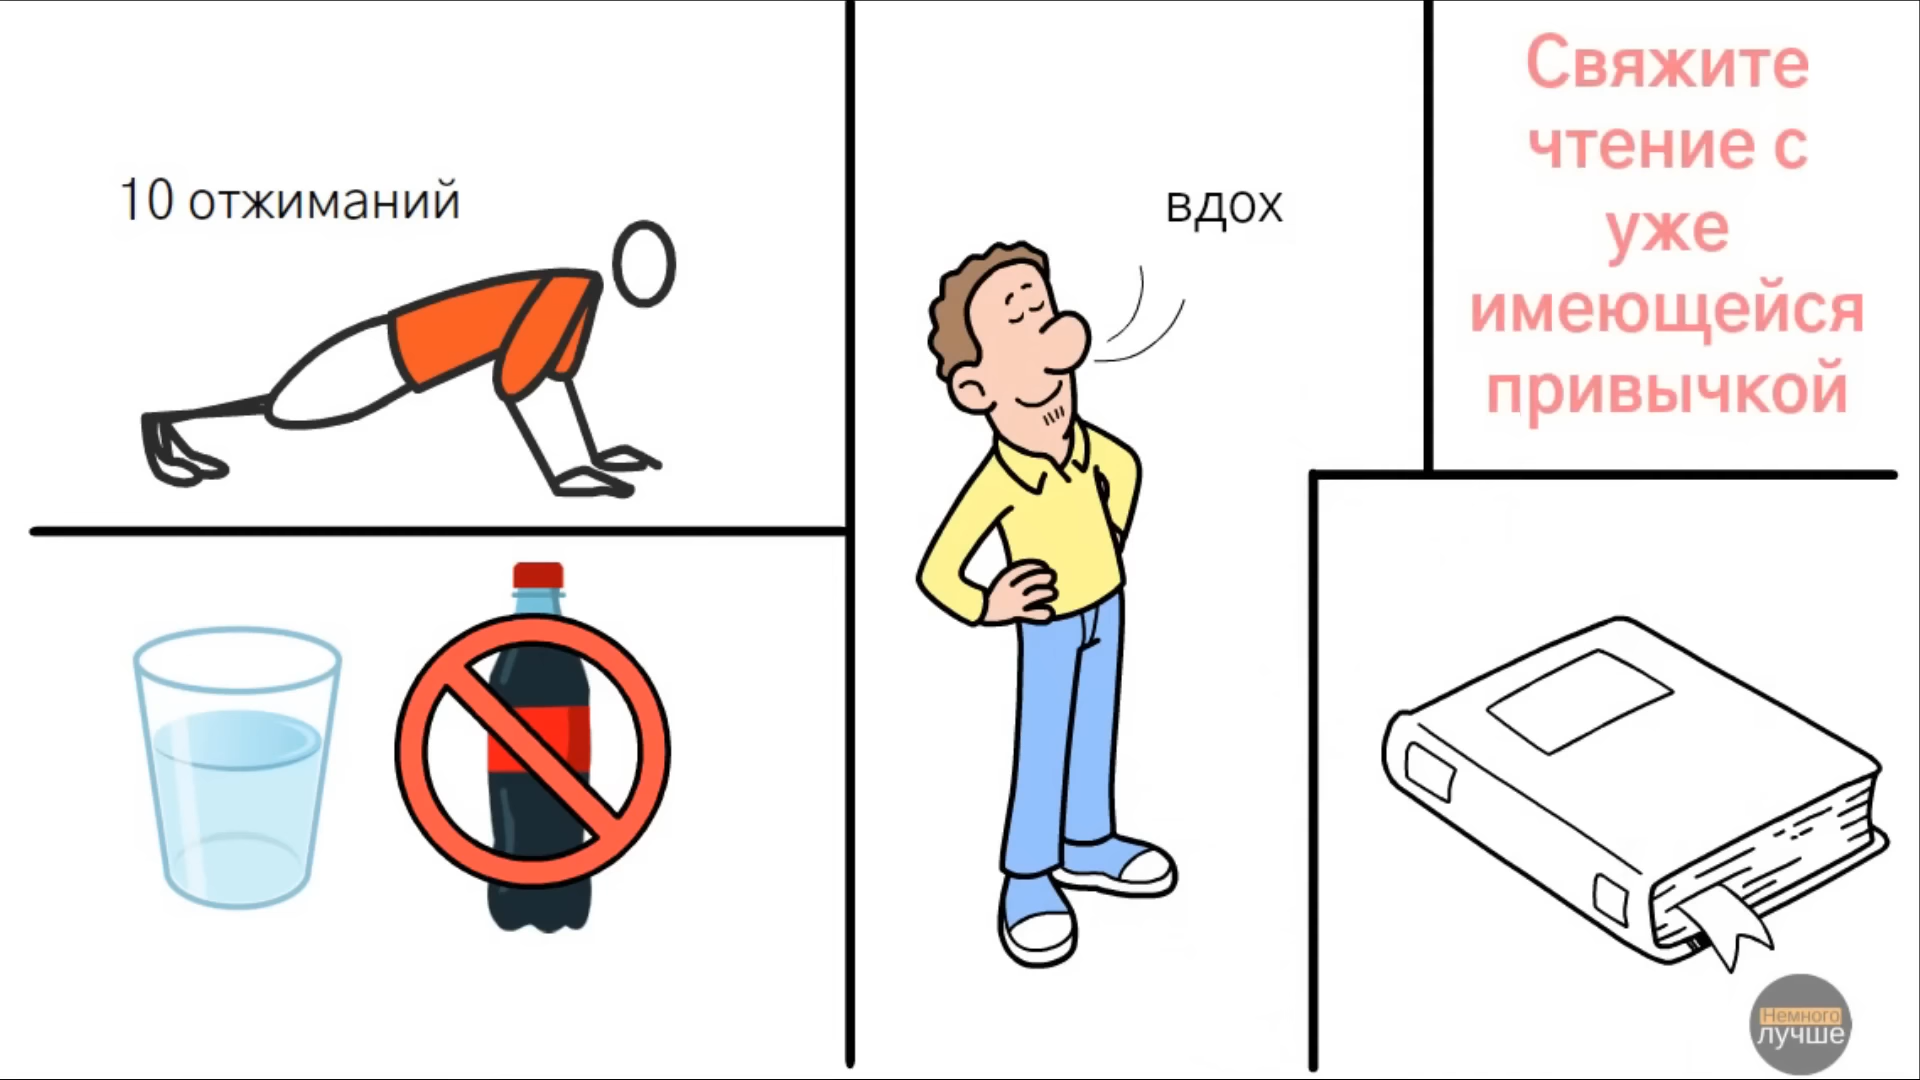 10 отжиманий
вдох
Свяжите
чтение с
уже
имеющейся
привычкой
Немного
лучше